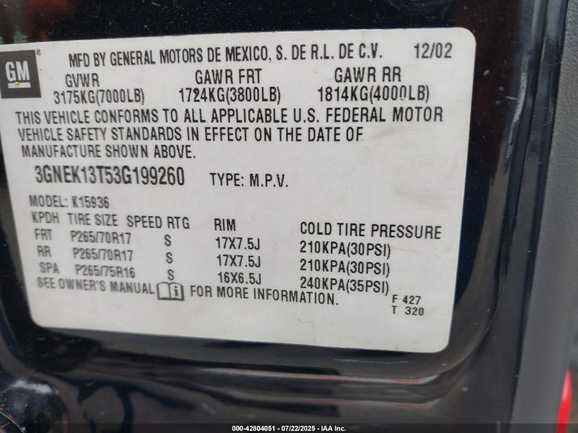 GM
MFD BY GENERAL MOTORS DE MEXICO, S. DE R.L. DE C.V. 12/02
GVWR GAWR FRT GAWR RR
3175KG(7000LB) 1724KG(3800LB) 1814KG(4000LB)
THIS VEHICLE CONFORMS TO ALL APPLICABLE U.S. FEDERAL MOTOR
VEHICLE SAFETY STANDARDS IN EFFECT ON THE DATE OF
MANUFACTURE SHOWN ABOVE.
3GNEK13T53G199260 TYPE: M.P.V.
MODEL: K15936
KPDH TIRE SIZE SPEED RTG RIM COLD TIRE PRESSURE
FRT P265/70R17 S 17X7.5J 210KPA(30PSI)
RR P265/70R17 S 17X7.5J 210KPA(30PSI)
SPA P265/75R16 S 16X6.5J 240KPA(35PSI)
SEE OWNER'S MANUAL FOR MORE INFORMATION.
F 427
T 320
000-42804051 - 07/22/2025 - IAA Inc.